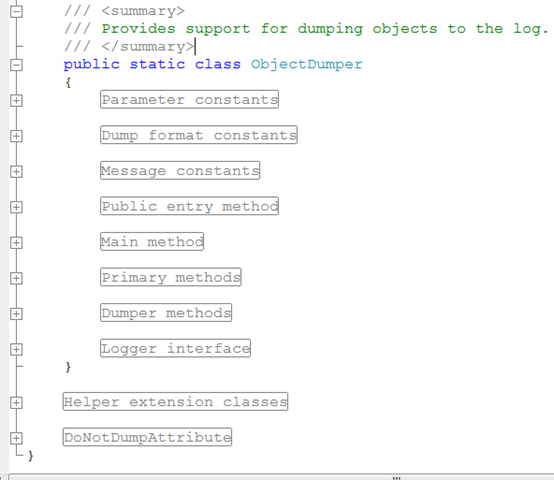 /// <summary>
/// Provides support for dumping objects to the log.
/// </summary>
public static class ObjectDumper
{
Parameter constants
Dump format constants
Message constants
Public entry method
Main method
Primary methods
Dumper methods
Logger interface
}
Helper extension classes
DoNotDumpAttribute
}